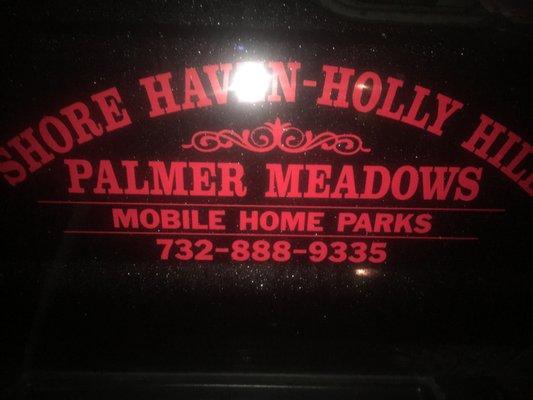 SHORE HAVEN-HOLLY HILL
PALMER MEADOWS
MOBILE HOME PARKS
732-888-9335